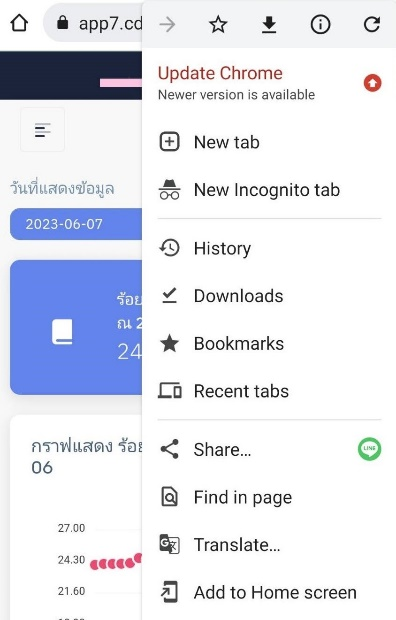 app7.cd
Update Chrome
Newer version is available
New tab
New Incognito tab
History
Downloads
Bookmarks
Recent tabs
Share...
LINE
Find in page
Translate...
Add to Home screen
วันที่แสดงข้อมูล
2023-06-07
ร้อย
ณ 2
24
กราฟแสดง ร้อย
06
27.00
24.30
21.60